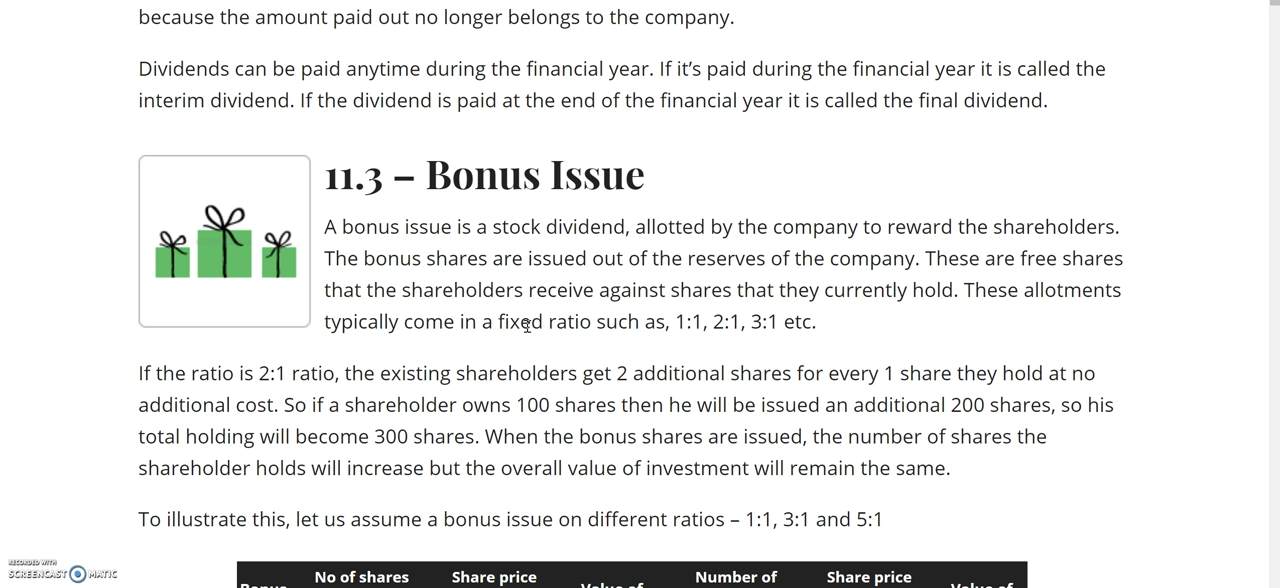 because the amount paid out no longer belongs to the company.
Dividends can be paid anytime during the financial year. If it’s paid during the financial year it is called the
interim dividend. If the dividend is paid at the end of the financial year it is called the final dividend.
11.3 – Bonus Issue
A bonus issue is a stock dividend, allotted by the company to reward the shareholders.
The bonus shares are issued out of the reserves of the company. These are free shares
that the shareholders receive against shares that they currently hold. These allotments
typically come in a fixed ratio such as, 1:1, 2:1, 3:1 etc.
If the ratio is 2:1 ratio, the existing shareholders get 2 additional shares for every 1 share they hold at no
additional cost. So if a shareholder owns 100 shares then he will be issued an additional 200 shares, so his
total holding will become 300 shares. When the bonus shares are issued, the number of shares the
shareholder holds will increase but the overall value of investment will remain the same.
To illustrate this, let us assume a bonus issue on different ratios – 1:1, 3:1 and 5:1
No of shares Share price Number of Share price
Bonus Value of Value of
RECORDED WITH
SCREENCAST MATIC